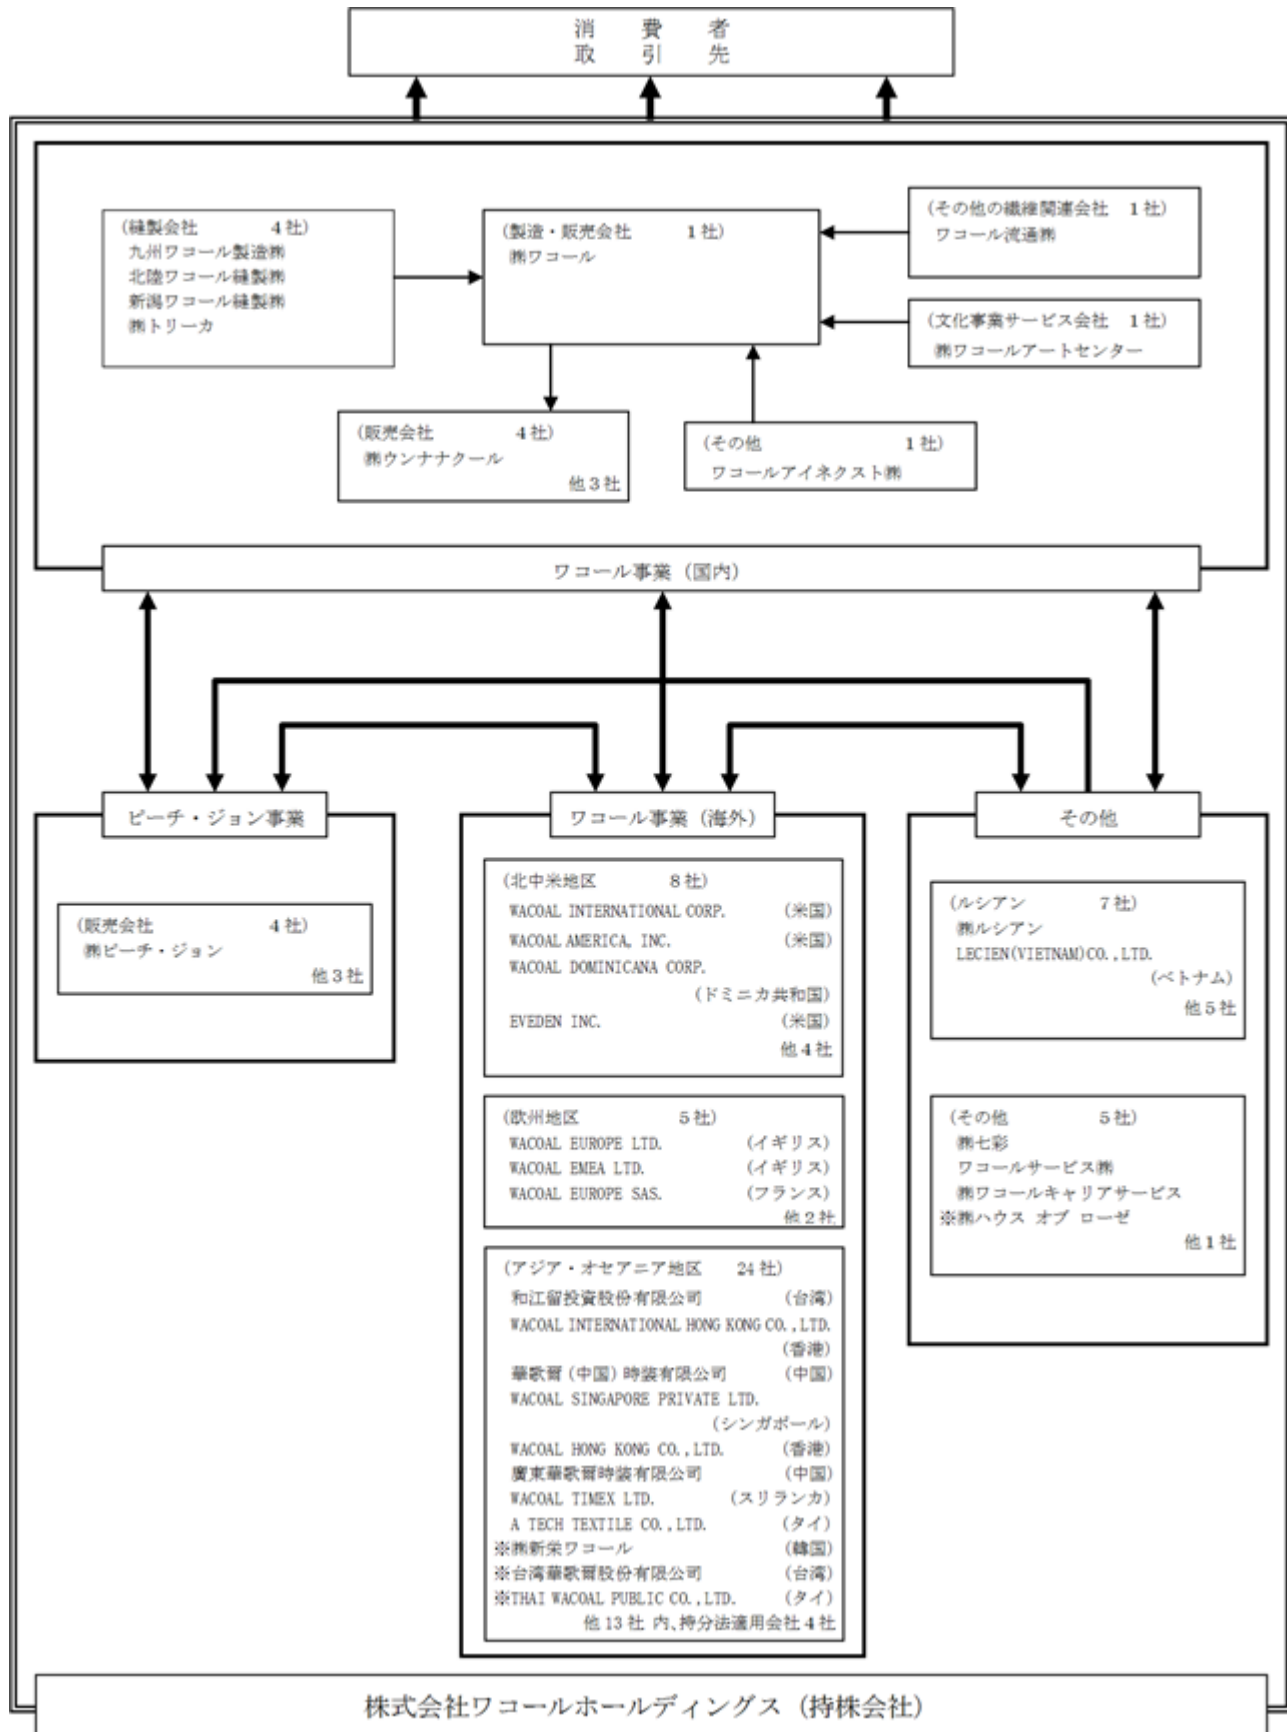 消費者
取引先
(縫製会社 4社)
九州ワコール製造㈱
北陸ワコール縫製㈱
新潟ワコール縫製㈱
㈱トリーカ
(製造・販売会社 1社)
㈱ワコール
(その他の繊維関連会社 1社)
ワコール流通㈱
(文化事業サービス会社 1社)
㈱ワコールアートセンター
(販売会社 4社)
㈱ウンナナクール
他3社
(その他 1社)
ワコールアイネクスト㈱
ワコール事業(国内)
ピーチ・ジョン事業
(販売会社 4社)
㈱ピーチ・ジョン
他3社
ワコール事業(海外)
(北中米地区 8社)
WACOAL INTERNATIONAL CORP. (米国)
WACOAL AMERICA, INC. (米国)
WACOAL DOMINICANA CORP.
(ドミニカ共和国)
EVEDEN INC. (米国)
他4社
(欧州地区 5社)
WACOAL EUROPE LTD. (イギリス)
WACOAL EMEA LTD. (イギリス)
WACOAL EUROPE SAS. (フランス)
他2社
(アジア・オセアニア地区 24社)
和江留投資股份有限公司 (台湾)
WACOAL INTERNATIONAL HONG KONG CO.,LTD.
(香港)
華歌爾(中国)時装有限公司 (中国)
WACOAL SINGAPORE PRIVATE LTD.
(シンガポール)
WACOAL HONG KONG CO.,LTD. (香港)
廣東華歌爾時装有限公司 (中国)
WACOAL TIMEX LTD. (スリランカ)
A TECH TEXTILE CO.,LTD. (タイ)
※㈱新栄ワコール (韓国)
※台湾華歌爾股份有限公司 (台湾)
※THAI WACOAL PUBLIC CO.,LTD. (タイ)
他13社 内、持分法適用会社4社
その他
(ルシアン 7社)
㈱ルシアン
LECIEN(VIETNAM)CO.,LTD.
(ベトナム)
他5社
(その他 5社)
㈱七彩
ワコールサービス㈱
㈱ワコールキャリアサービス
※㈱ハウス オブ ローゼ
他1社
株式会社ワコールホールディングス(持株会社)